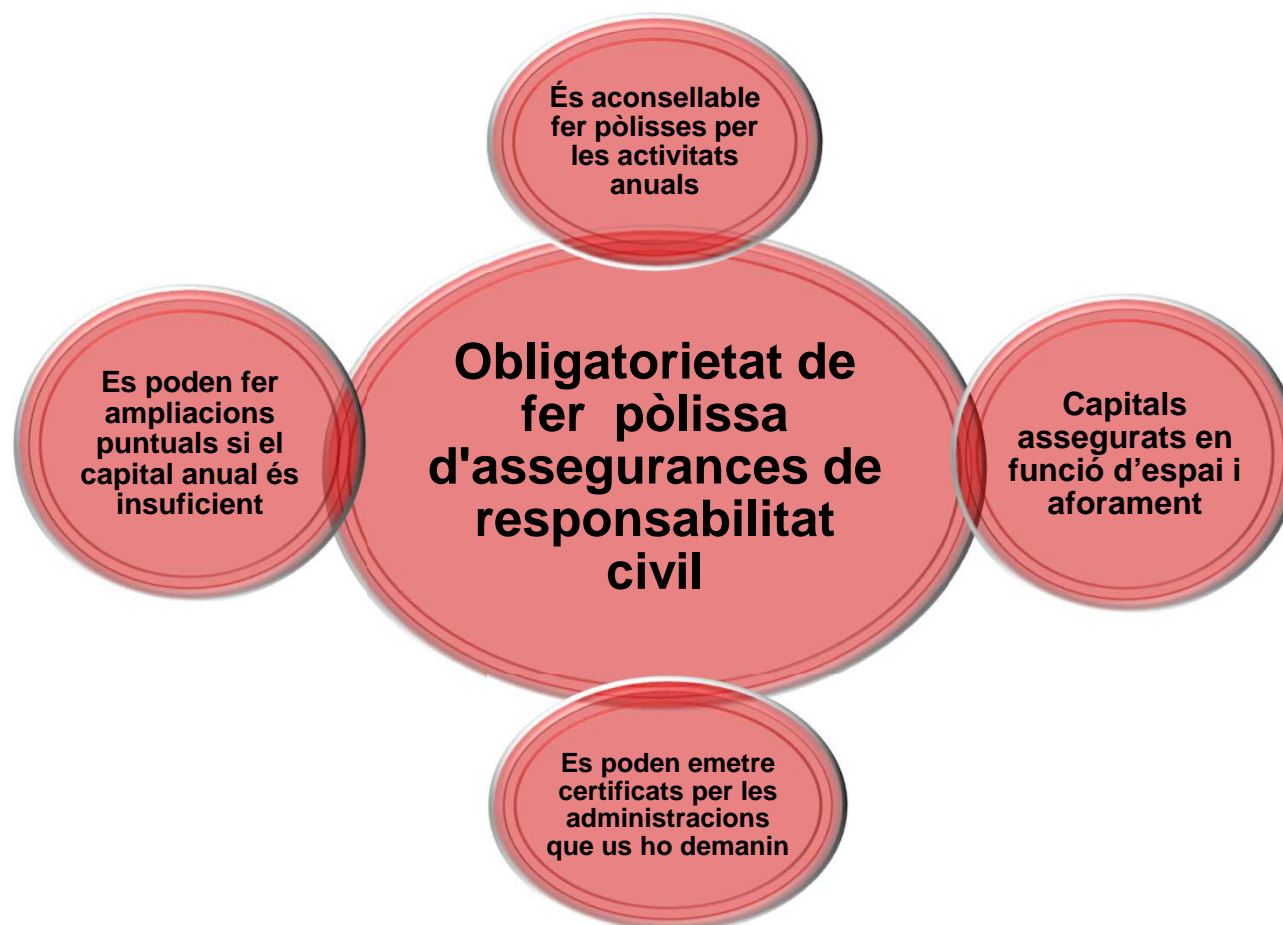 És aconsellable
fer pòlisses per
les activitats
anuals
Obligatorietat de
fer  pòlissa
d'assegurances de
responsabilitat
civil
Es poden fer
ampliacions
puntuals si el
capital anual és
insuficient
Capitals
assegurats en
funció d’espai i
aforament
Es poden emetre
certificats per les
administracions
que us ho demanin